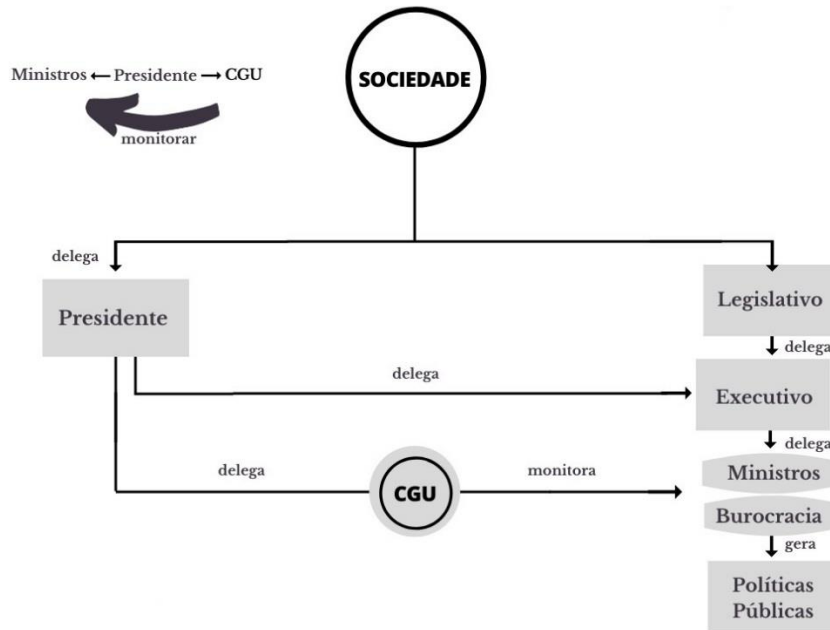 SOCIEDADE
Ministros Presidente CGU
monitorar
delega
Presidente
Legislativo
delega
delega
Executivo
delega
delega
CGU
monitora
Ministros
Burocracia
gera
Políticas
Públicas